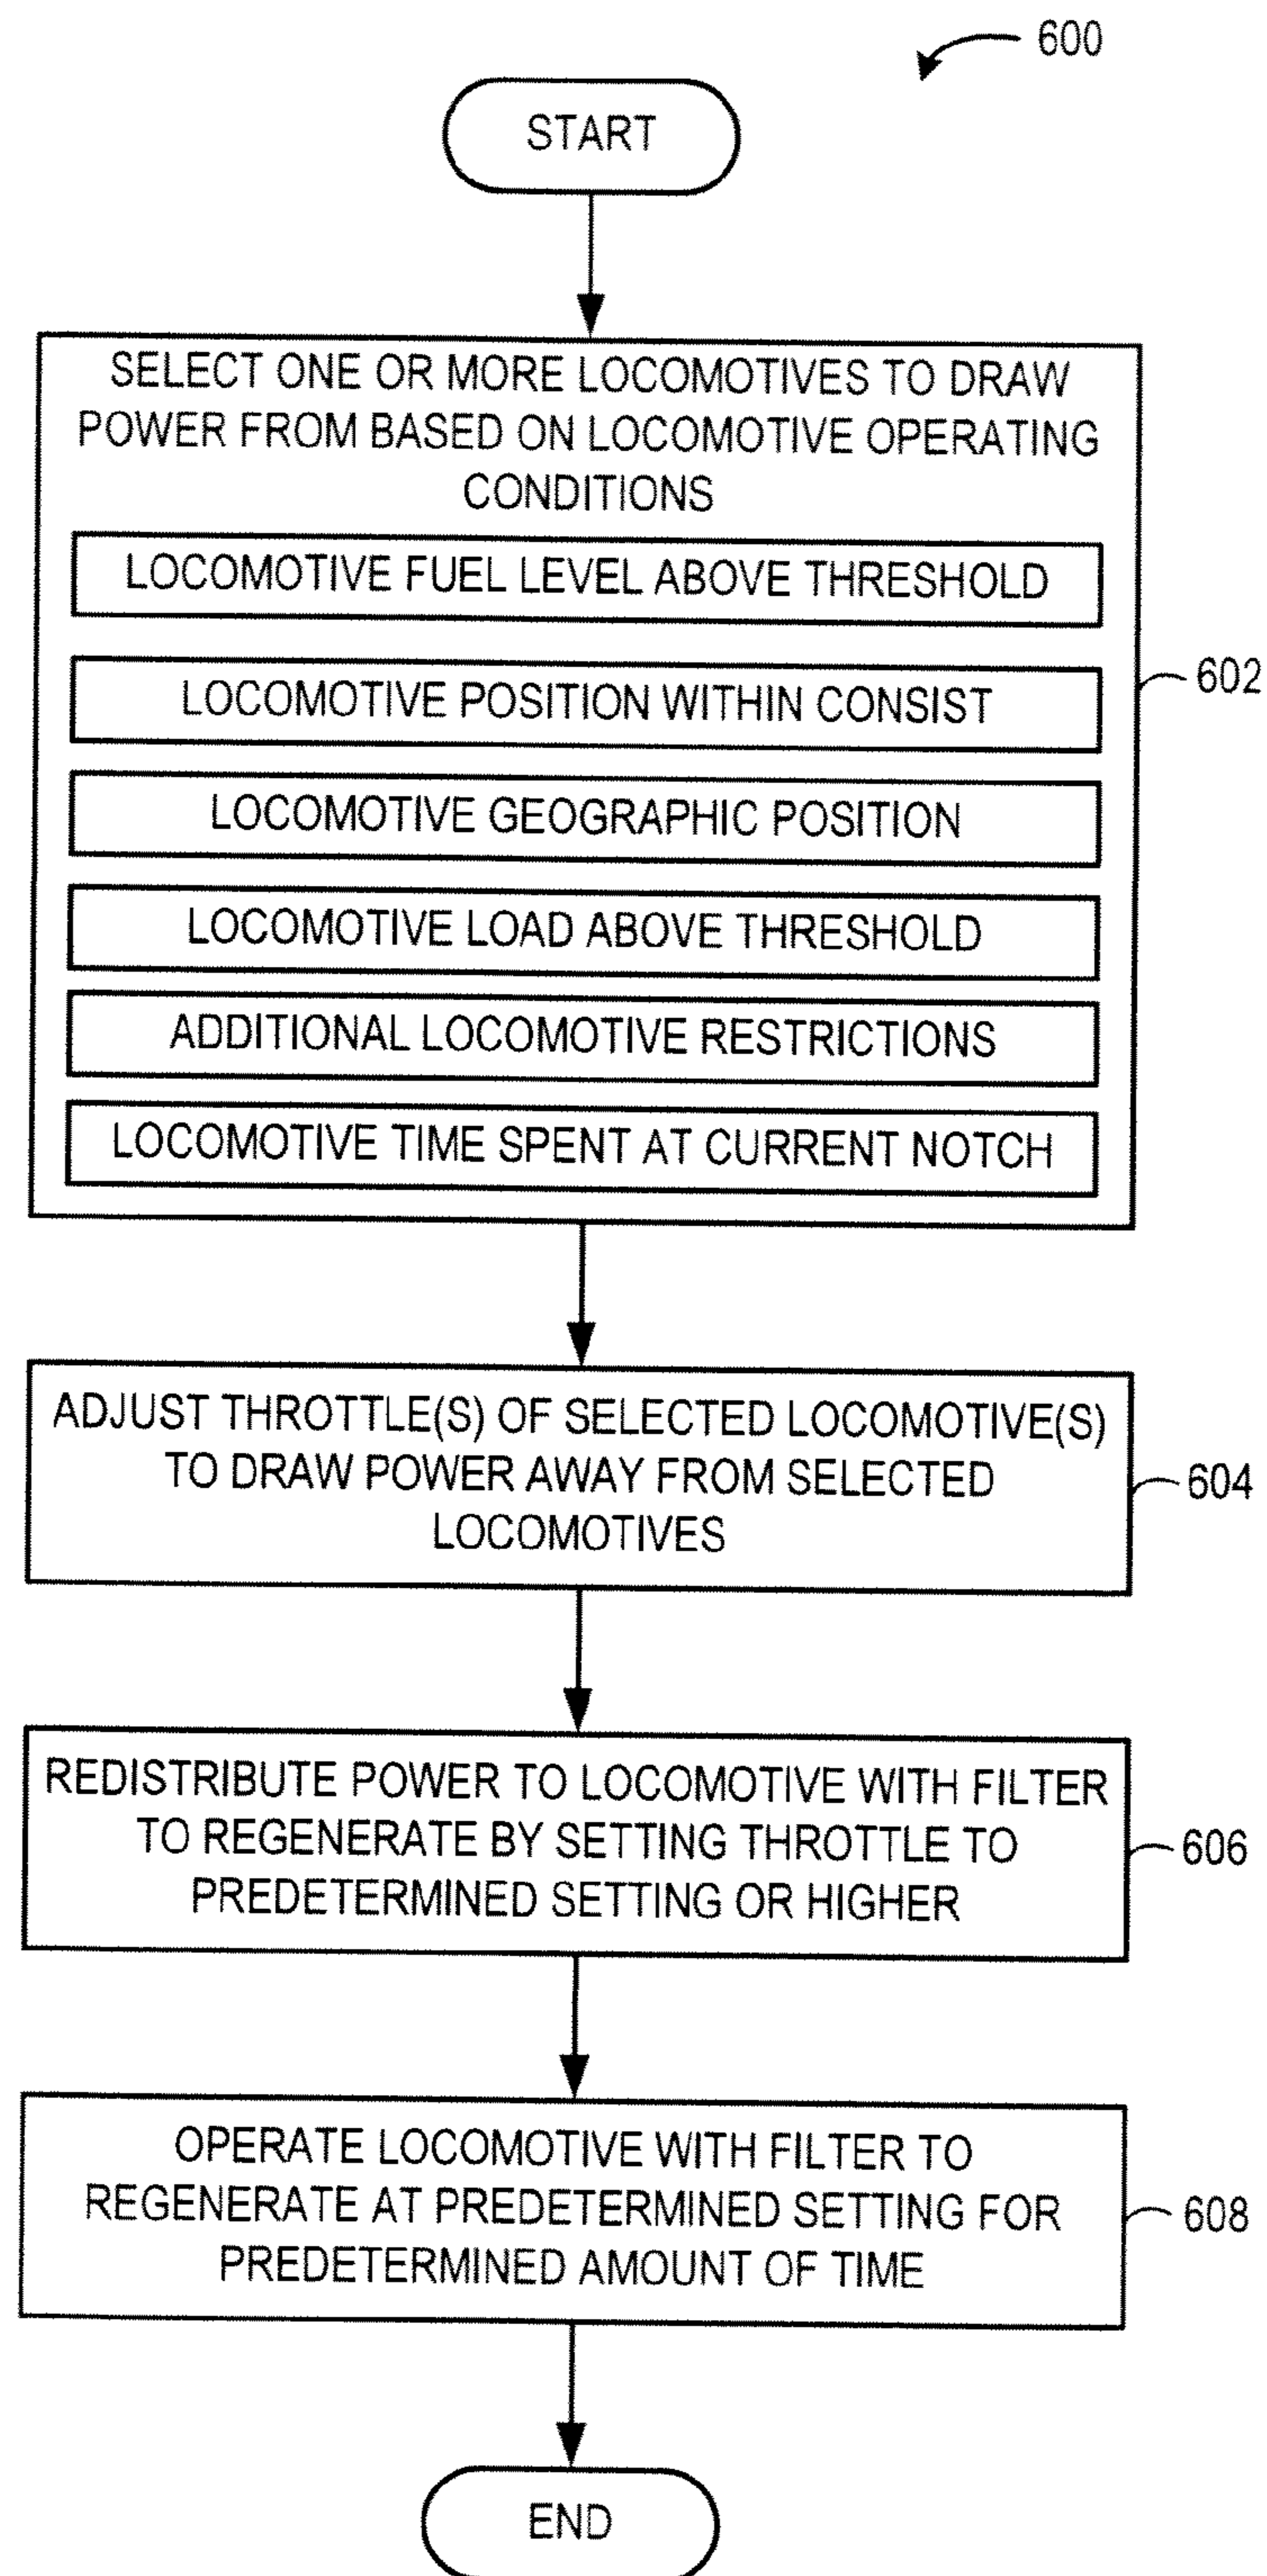 600
START
SELECT ONE OR MORE LOCOMOTIVES TO DRAW
POWER FROM BASED ON LOCOMOTIVE OPERATING
CONDITIONS
LOCOMOTIVE FUEL LEVEL ABOVE THRESHOLD
602
LOCOMOTIVE POSITION WITHIN CONSIST
LOCOMOTIVE GEOGRAPHIC POSITION
LOCOMOTIVE LOAD ABOVE THRESHOLD
ADDITIONAL LOCOMOTIVE RESTRICTIONS
LOCOMOTIVE TIME SPENT AT CURRENT NOTCH
ADJUST THROTTLE(S) OF SELECTED LOCOMOTIVE(S)
TO DRAW POWER AWAY FROM SELECTED
LOCOMOTIVES
604
REDISTRIBUTE POWER TO LOCOMOTIVE WITH FILTER
TO REGENERATE BY SETTING THROTTLE TO
PREDETERMINED SETTING OR HIGHER
606
OPERATE LOCOMOTIVE WITH FILTER TO
REGENERATE AT PREDETERMINED SETTING FOR
PREDETERMINED AMOUNT OF TIME
608
END